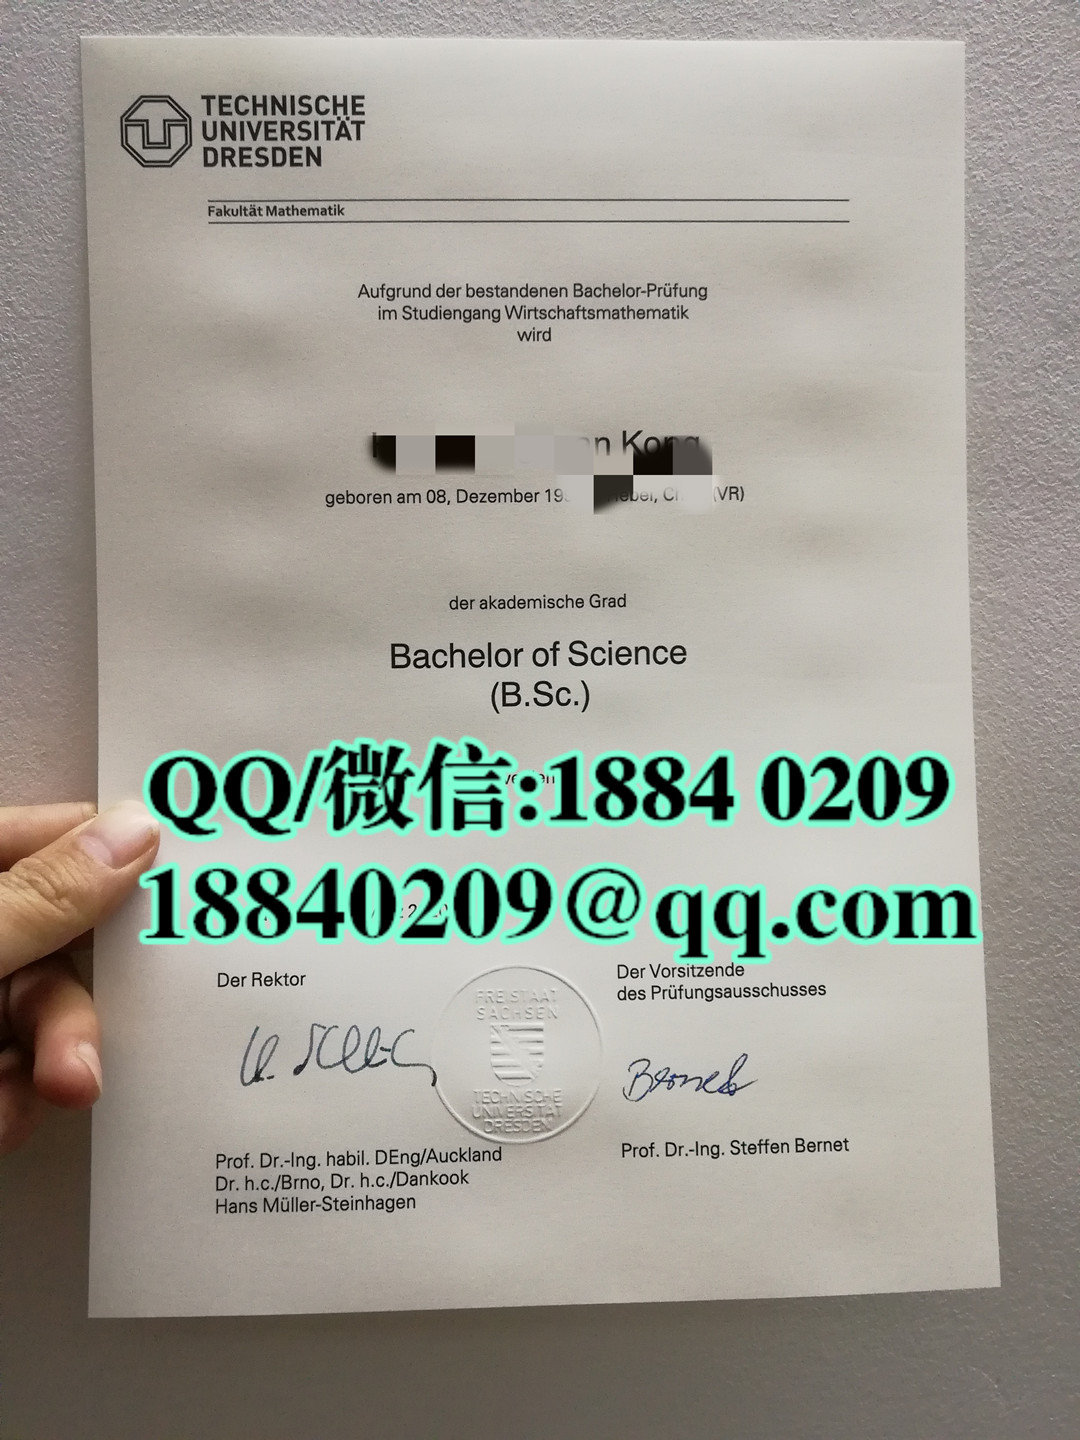 TECHNISCHE
UNIVERSITÄT
DRESDEN
Fakultät Mathematik
Aufgrund der bestandenen Bachelor-Prüfung
im Studiengang Wirtschaftsmathematik
wird
Kong
geboren am 08, Dezember 19 (VR)
der akademische Grad
Bachelor of Science
(B.Sc.)
QQ/微信:1884 0209
18840209@qq.com
Der Rektor
Der Vorsitzende
des Prüfungsausschusses
FREISTAAT
SACHSEN
TECHNISCHE
UNIVERSITÄT
DRESDEN
Prof. Dr.-Ing. habil. DEng/Auckland
Dr. h.c./Brno, Dr. h.c./Dankook
Hans Müller-Steinhagen
Prof. Dr.-Ing. Steffen Bernet